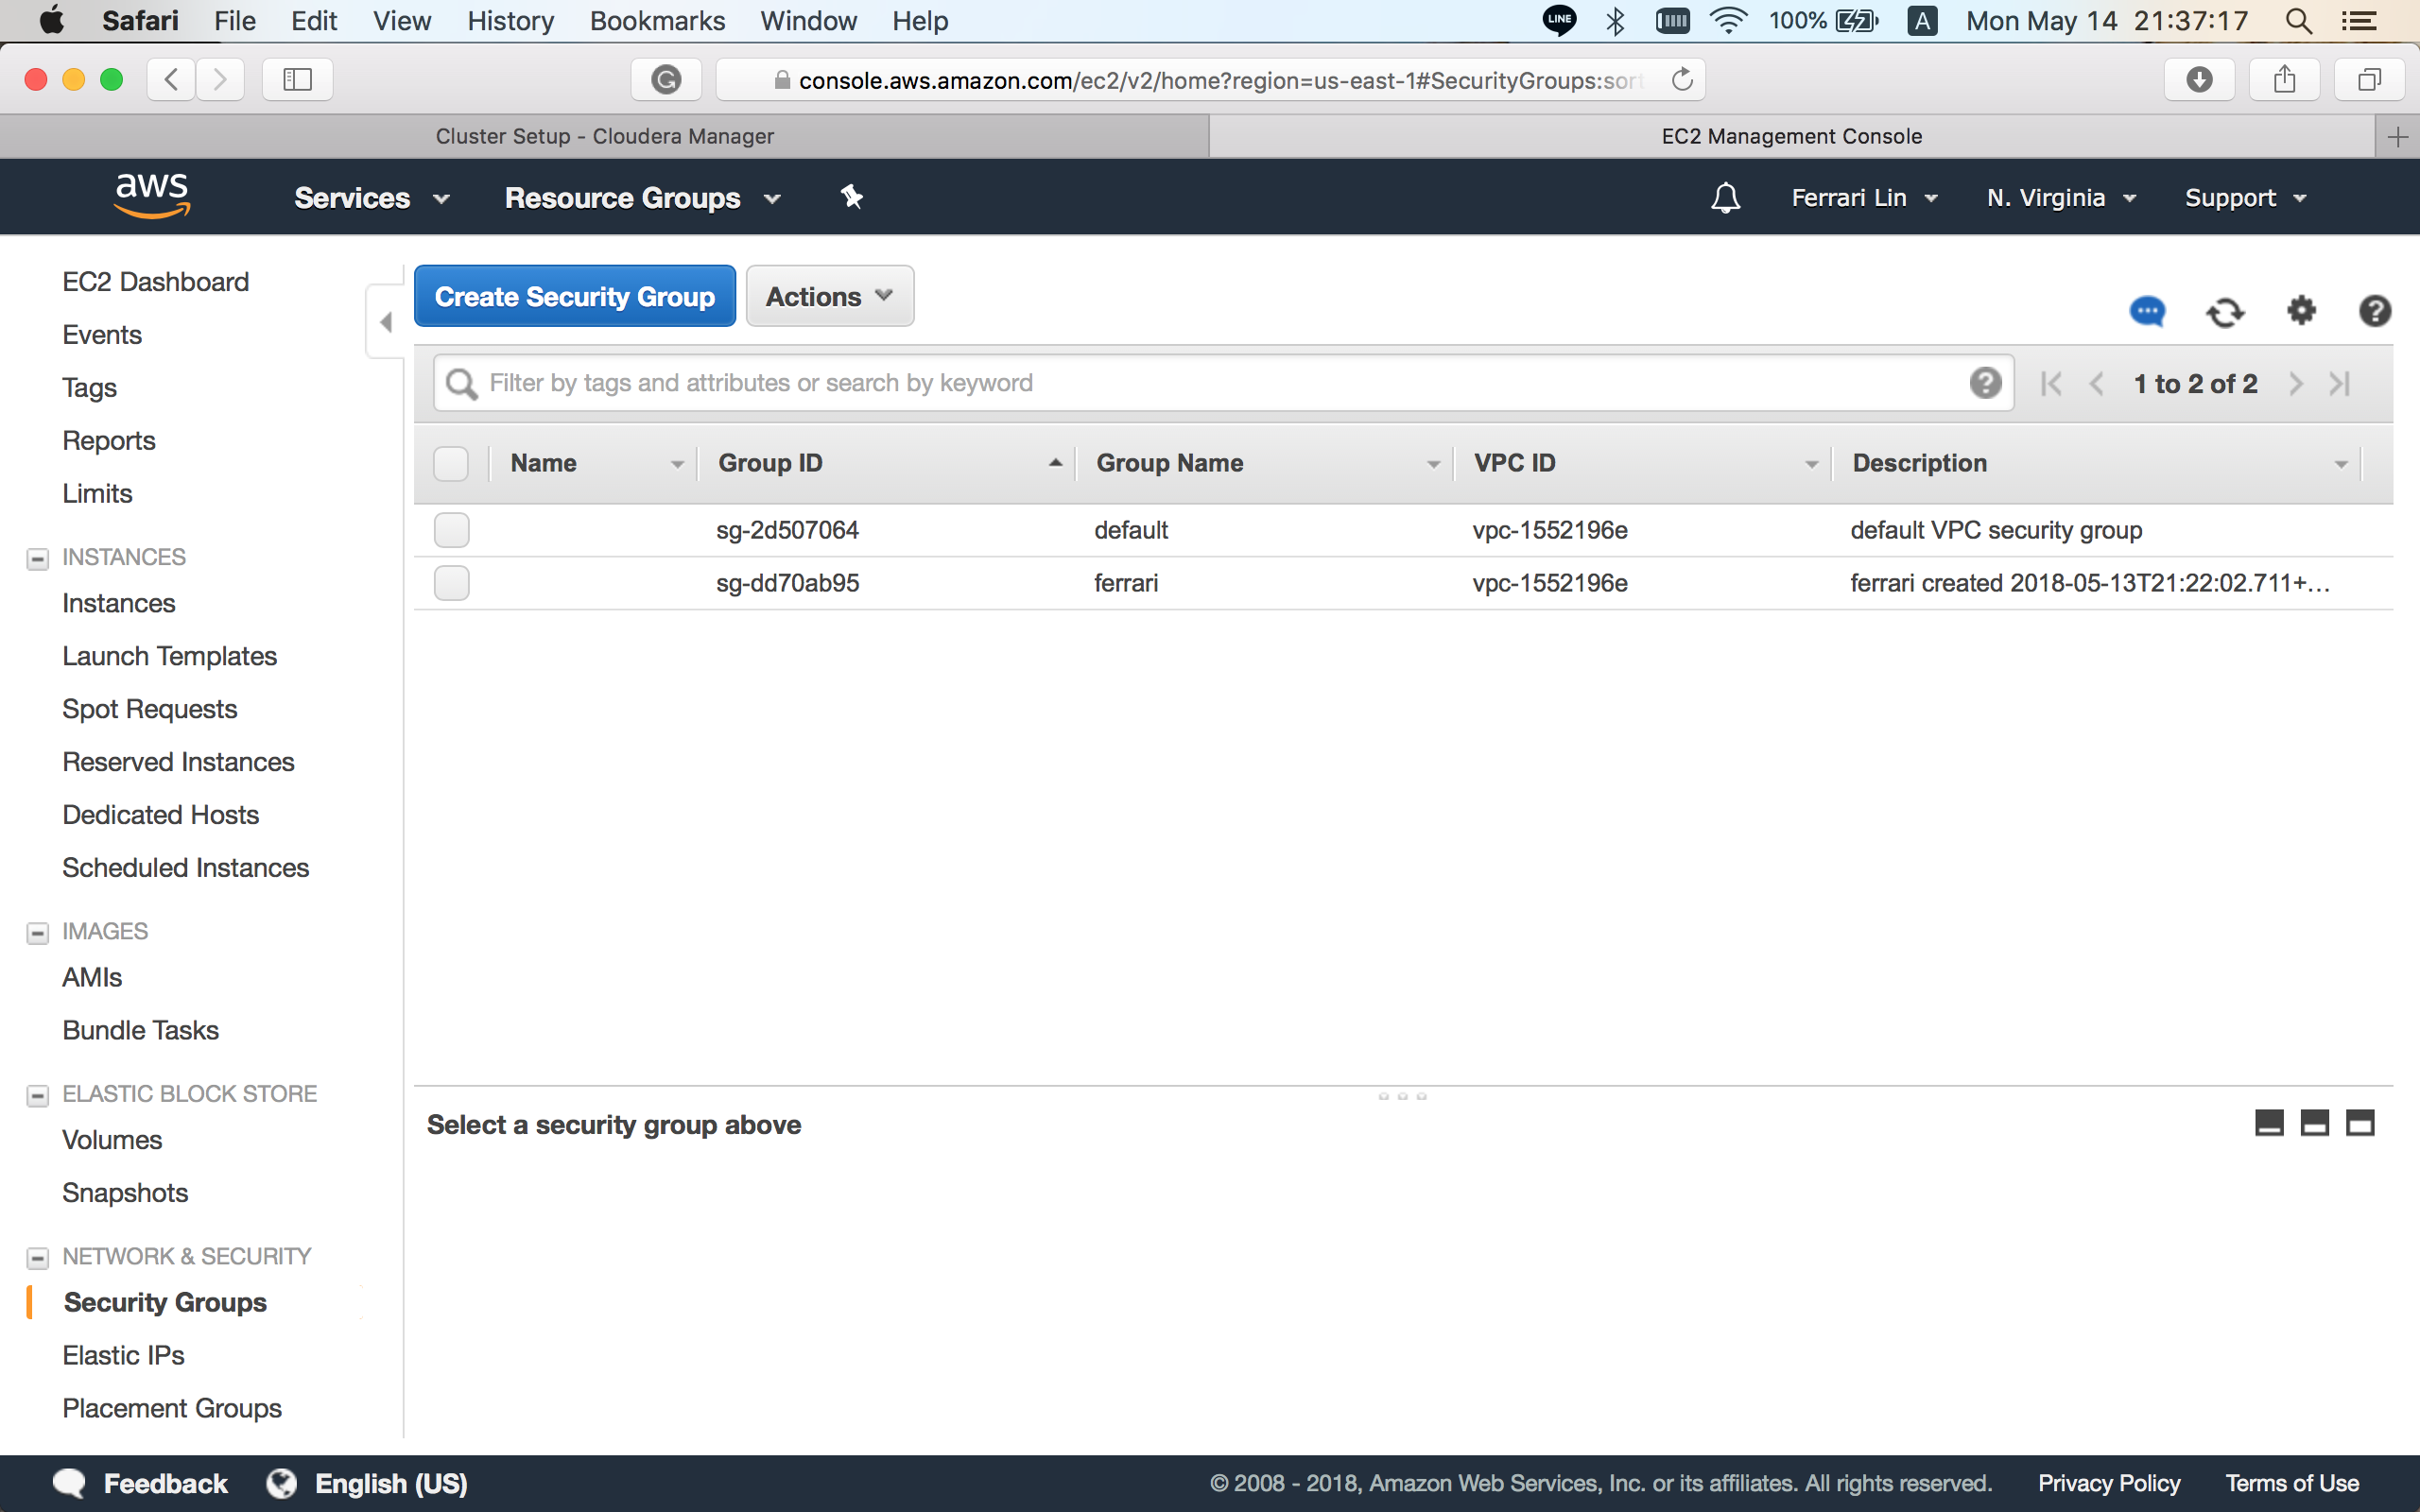 Safari File Edit View History Bookmarks Window Help LINE 100% A Mon May 14 21:37:17
console.aws.amazon.com/ec2/v2/home?region=us-east-1#SecurityGroups:sort
Cluster Setup - Cloudera Manager EC2 Management Console
aws Services Resource Groups Ferrari Lin N. Virginia Support
EC2 Dashboard
Events
Tags
Reports
Limits
INSTANCES
Instances
Launch Templates
Spot Requests
Reserved Instances
Dedicated Hosts
Scheduled Instances
IMAGES
AMIs
Bundle Tasks
ELASTIC BLOCK STORE
Volumes
Snapshots
NETWORK & SECURITY
Security Groups
Elastic IPs
Placement Groups
Create Security Group Actions
Filter by tags and attributes or search by keyword 1 to 2 of 2
Name Group ID Group Name VPC ID Description
sg-2d507064 default vpc-1552196e default VPC security group
sg-dd70ab95 ferrari vpc-1552196e ferrari created 2018-05-13T21:22:02.711+...
Select a security group above
Feedback English (US) © 2008 - 2018, Amazon Web Services, Inc. or its affiliates. All rights reserved. Privacy Policy Terms of Use